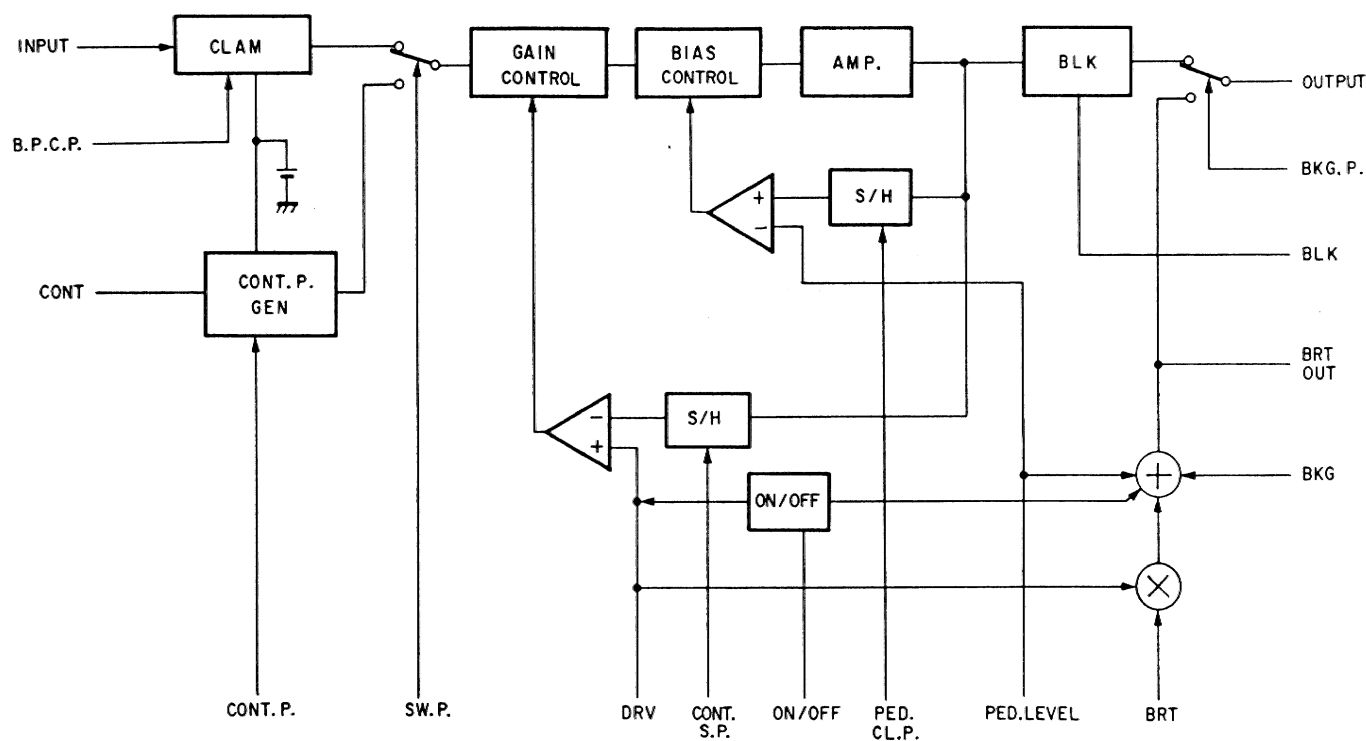 INPUT
CLAM
GAIN
CONTROL
BIAS
CONTROL
AMP.
BLK
OUTPUT
B.P.C.P.
BKG.P.
+
−
S/H
BLK
CONT
CONT.P.
GEN
BRT
OUT
−
+
S/H
+
BKG
ON/OFF
×
CONT.P.
SW.P.
DRV
CONT.
S.P.
ON/OFF
PED.
CL.P.
PED.LEVEL
BRT